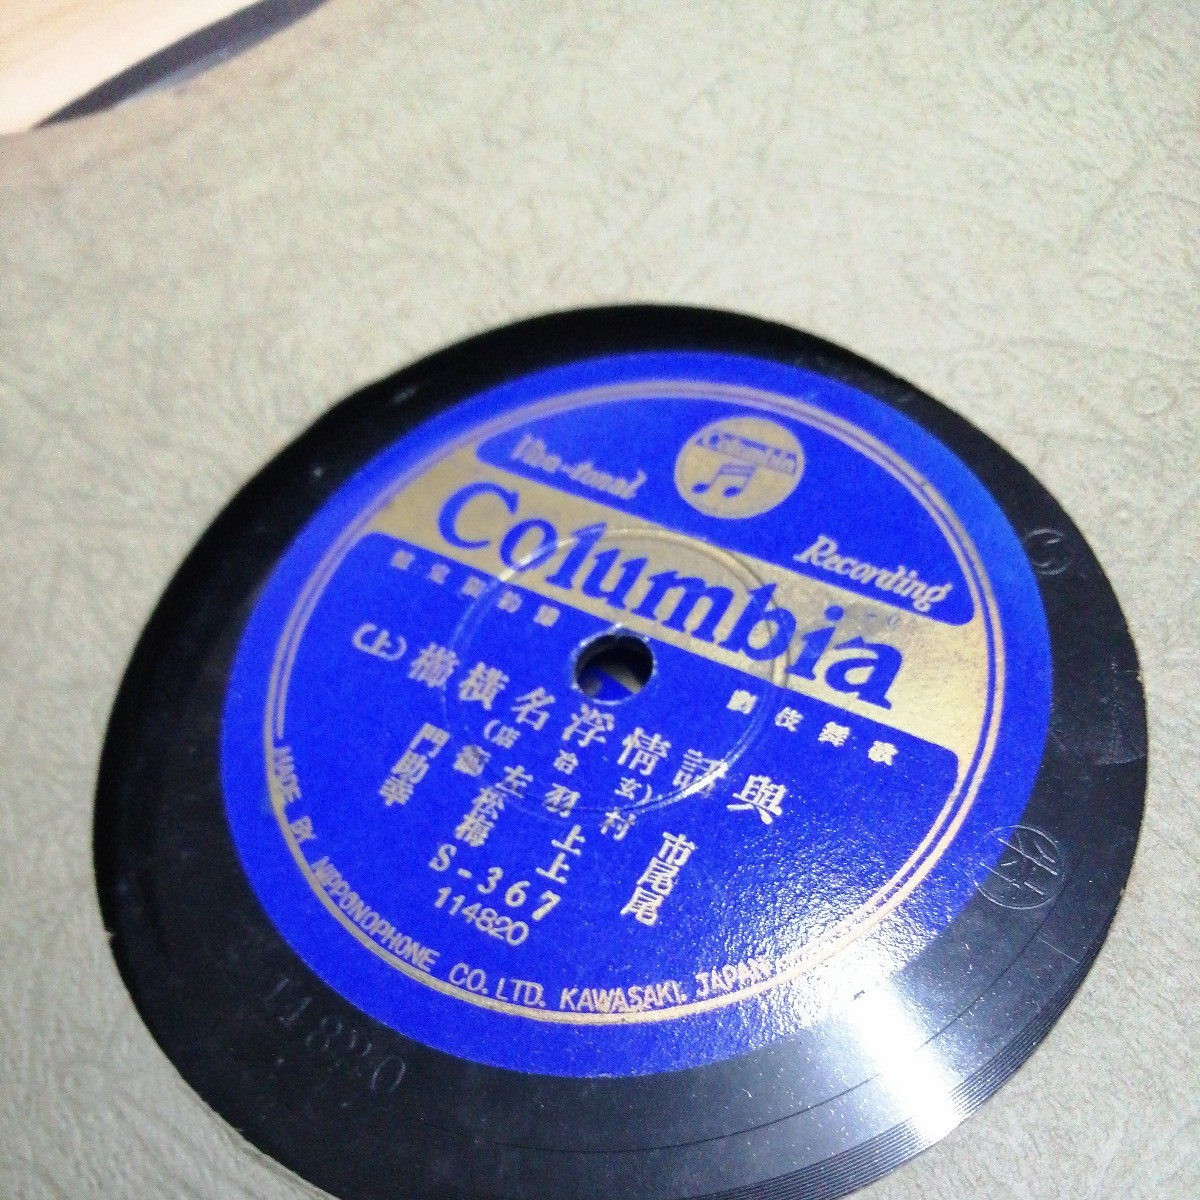 Columbia
Viva-tonal Recording
Columbia
歌舞伎劇
與話情浮名横櫛(上)
(玄冶店)
市村羽左衞門
尾上松助
尾上梅幸
S-367
114820
MADE BY NIPPONOPHONE CO. LTD. KAWASAKI, JAPAN
114820
C